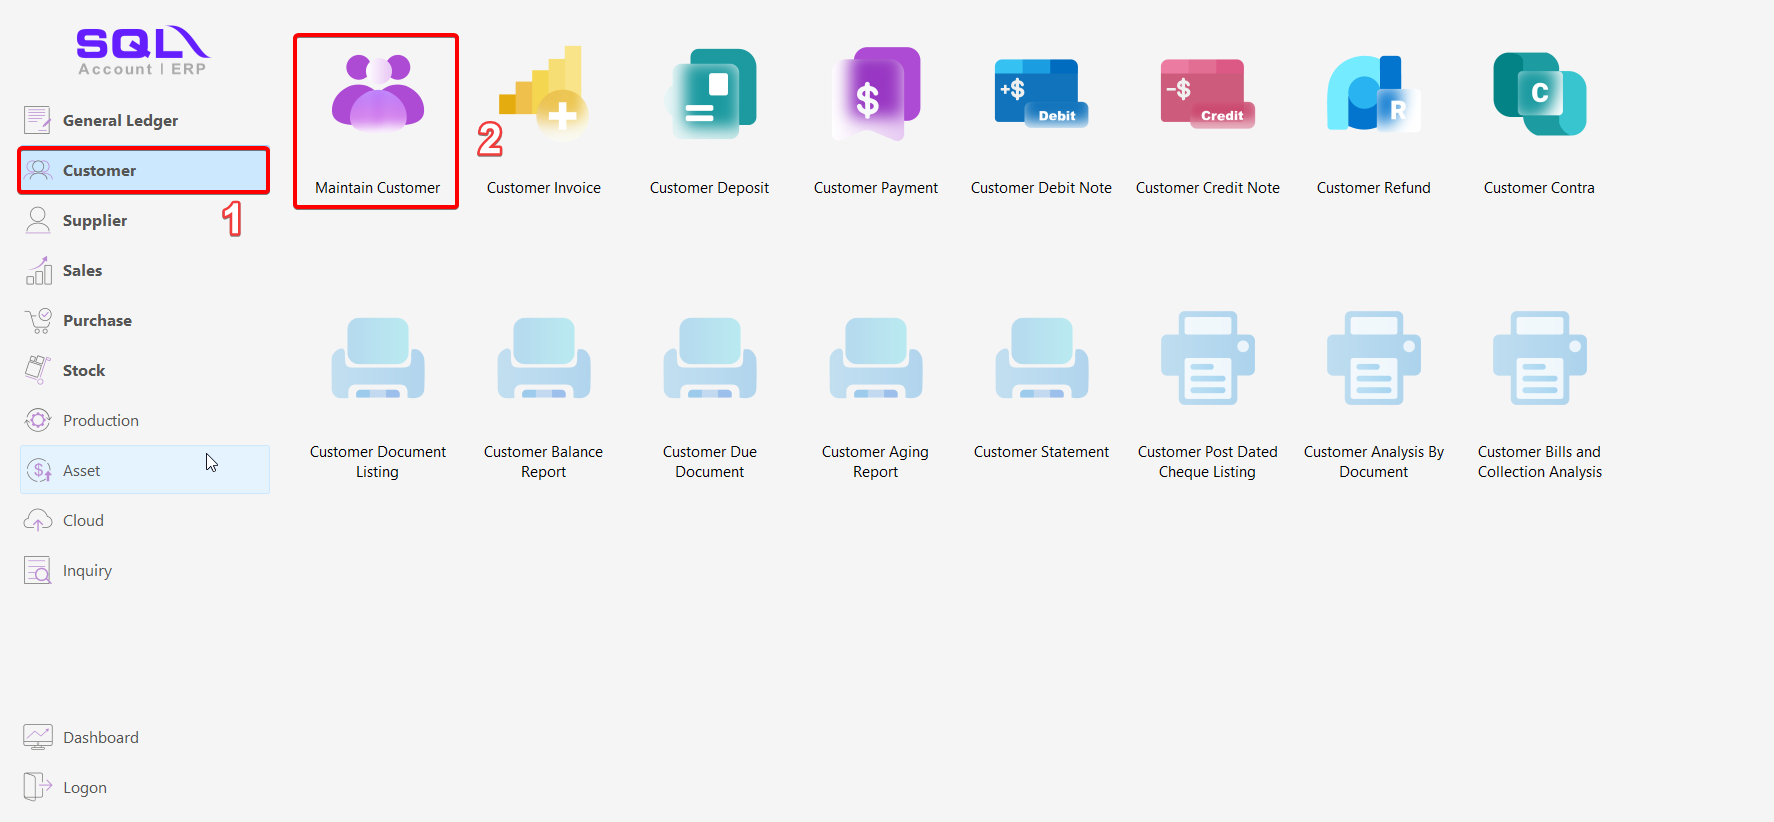 SQL
Account | ERP
General Ledger
Customer
1
Supplier
Sales
Purchase
Stock
Production
Asset
Cloud
Inquiry
Dashboard
Logon
Maintain Customer
2
Customer Invoice
Customer Deposit
$
Customer Payment
+$
Debit
Customer Debit Note
-$
Credit
Customer Credit Note
R
Customer Refund
C
Customer Contra
Customer Document
Listing
Customer Balance
Report
Customer Due
Document
Customer Aging
Report
Customer Statement
Customer Post Dated
Cheque Listing
Customer Analysis By
Document
Customer Bills and
Collection Analysis